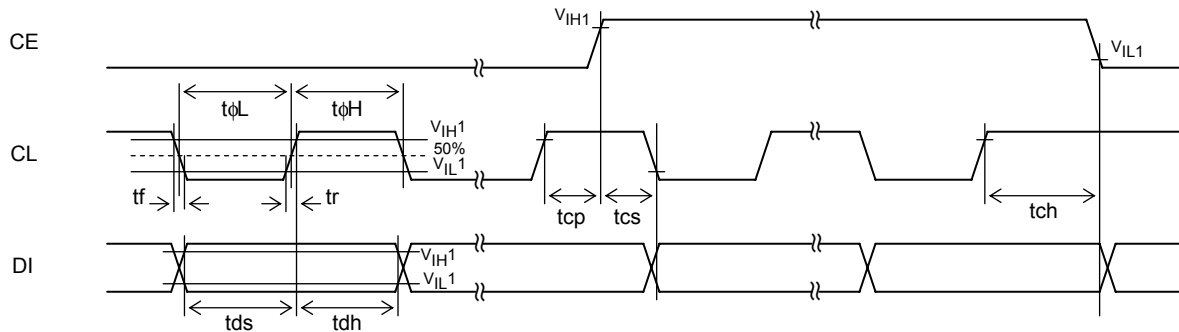 CE
VIH1
VIL1
tϕL
tϕH
CL
VIH1
50%
VIL1
tf
tr
tcp
tcs
tch
DI
VIH1
VIL1
tds
tdh